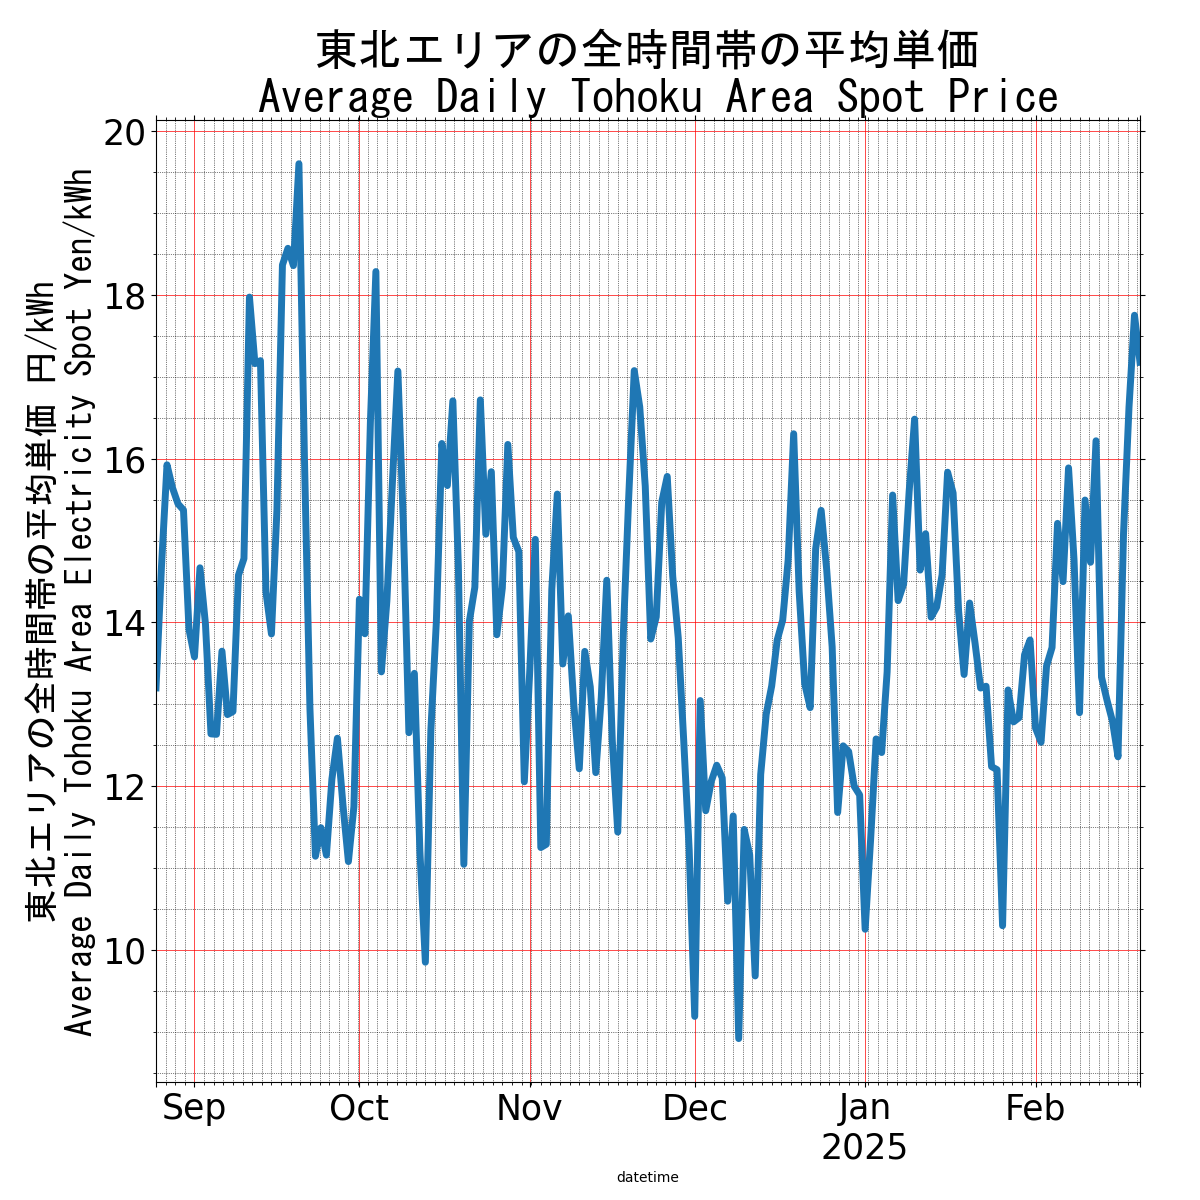 東北エリアの全時間帯の平均単価
Average Daily Tohoku Area Spot Price
東北エリアの全時間帯の平均単価 円/kWh
Average Daily Tohoku Area Electricity Spot Yen/kWh
20
18
16
14
12
10
Sep Oct Nov Dec Jan Feb
2025
datetime